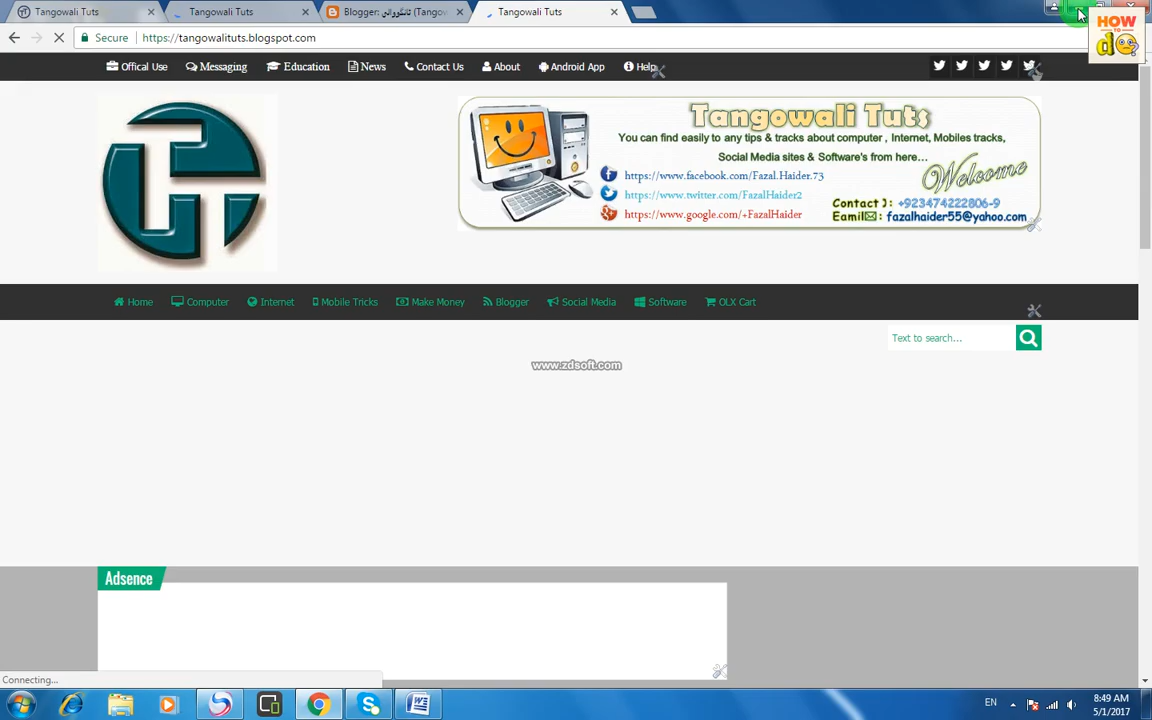 Tangowali Tuts
Tangowali Tuts
Blogger: ٹانگووالی (Tangow
Tangowali Tuts
HOW
TO
do
Secure
https://tangowalituts.blogspot.com
Offical Use
Messaging
Education
News
Contact Us
About
Android App
Help
Tangowali Tuts
You can find easily to any tips & tracks about computer , Internet, Mobiles tracks,
Social Media sites & Software's from here...
https://www.facebook.com/Fazal.Haider.73
Welcome
https://www.twitter.com/FazalHaider2
Contact ): +923474222806-9
https://www.google.com/+FazalHaider
Eamil : fazalhaider55@yahoo.com
Home
Computer
Internet
Mobile Tricks
Make Money
Blogger
Social Media
Software
OLX Cart
Text to search...
www.zdsoft.com
Adsence
Connecting...
EN
8:49 AM
5/1/2017